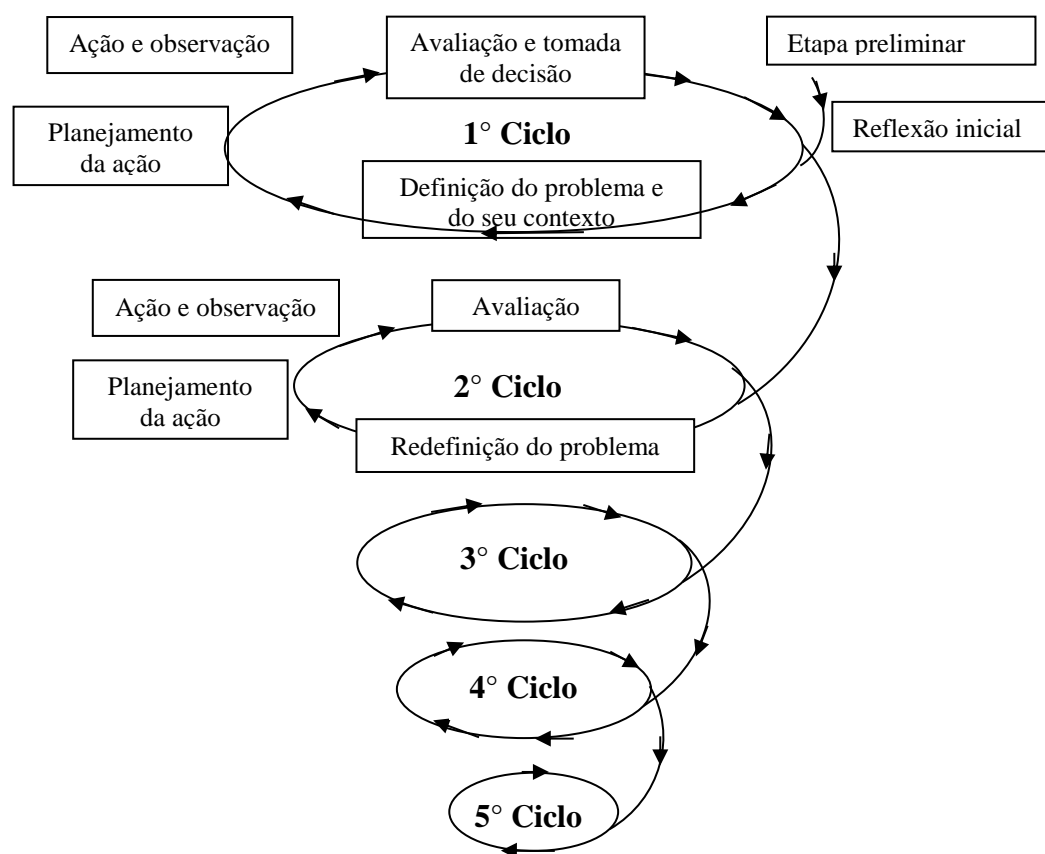 Ação e observação
Avaliação e tomada
de decisão
Etapa preliminar
Planejamento
da ação
1° Ciclo
Reflexão inicial
Definição do problema e
do seu contexto
Ação e observação
Avaliação
Planejamento
da ação
2° Ciclo
Redefinição do problema
3° Ciclo
4° Ciclo
5° Ciclo